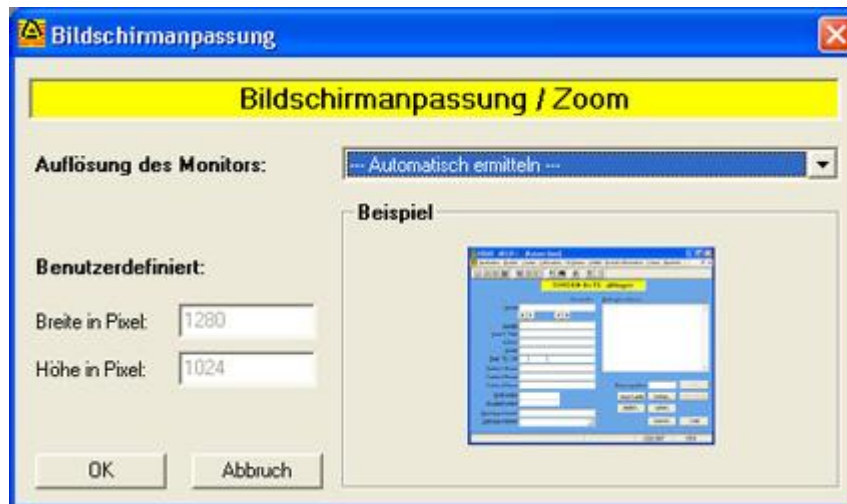 Bildschirmanpassung
Bildschirmanpassung / Zoom
Auflösung des Monitors:
--- Automatisch ermitteln ---
Beispiel
Benutzerdefiniert:
Breite in Pixel:
1280
Höhe in Pixel:
1024
OK
Abbruch